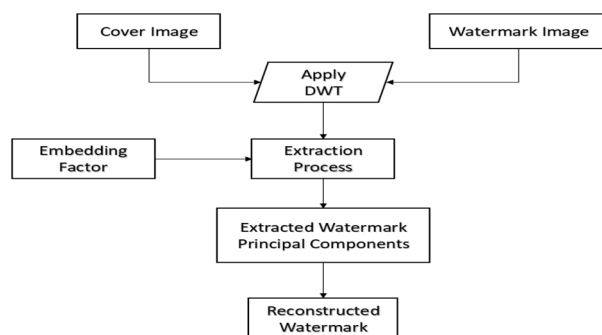 Cover Image
Watermark Image
Apply
DWT
Embedding
Factor
Extraction
Process
Extracted Watermark
Principal Components
Reconstructed
Watermark